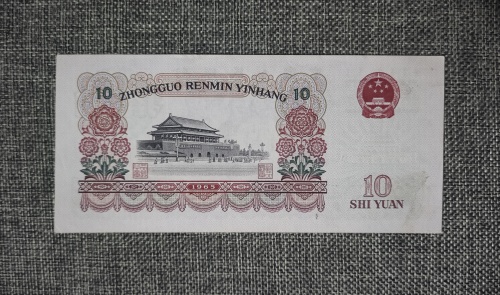 10 ZHONGGUO RENMIN YINHANG 10
1965
10
SHI YUAN